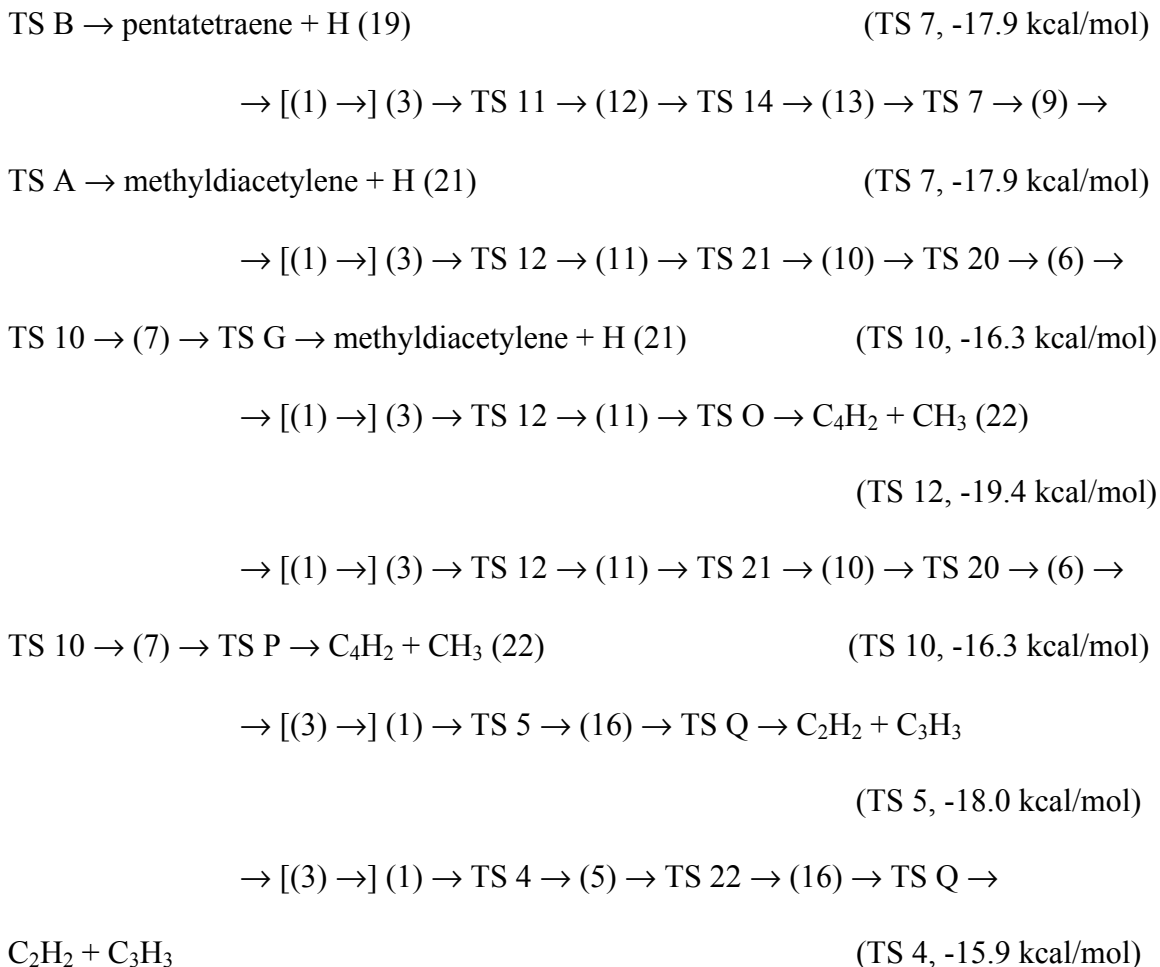 TS B → pentatetraene + H (19) (TS 7, -17.9 kcal/mol)
→ [(1) →] (3) → TS 11 → (12) → TS 14 → (13) → TS 7 → (9) →
TS A → methyldiacetylene + H (21) (TS 7, -17.9 kcal/mol)
→ [(1) →] (3) → TS 12 → (11) → TS 21 → (10) → TS 20 → (6) →
TS 10 → (7) → TS G → methyldiacetylene + H (21) (TS 10, -16.3 kcal/mol)
→ [(1) →] (3) → TS 12 → (11) → TS O → C₄H₂ + CH₃ (22)
(TS 12, -19.4 kcal/mol)
→ [(1) →] (3) → TS 12 → (11) → TS 21 → (10) → TS 20 → (6) →
TS 10 → (7) → TS P → C₄H₂ + CH₃ (22) (TS 10, -16.3 kcal/mol)
→ [(3) →] (1) → TS 5 → (16) → TS Q → C₂H₂ + C₃H₃
(TS 5, -18.0 kcal/mol)
→ [(3) →] (1) → TS 4 → (5) → TS 22 → (16) → TS Q →
C₂H₂ + C₃H₃ (TS 4, -15.9 kcal/mol)